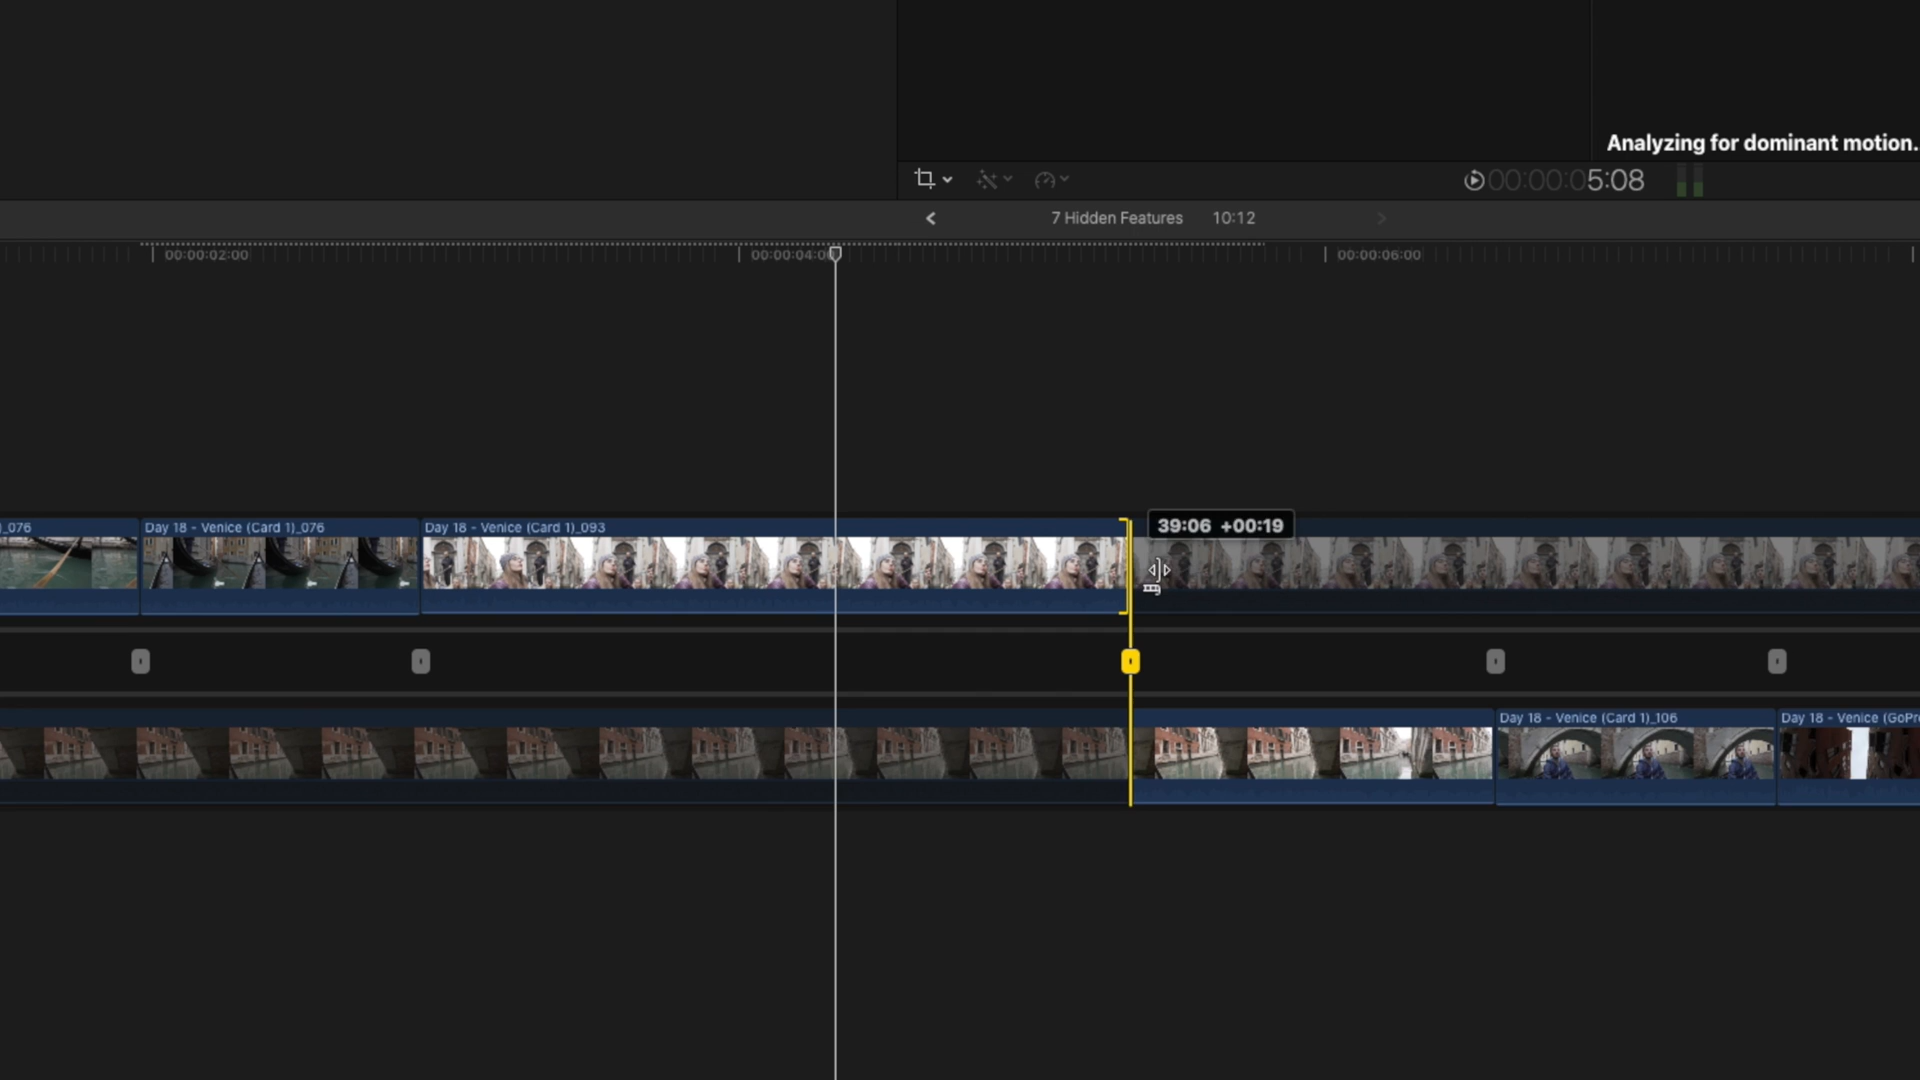 Analyzing for dominant motion.
00:00:05:08
7 Hidden Features 10:12
00:00:02:00
00:00:04:0
00:00:06:00
)_076
Day 18 - Venice (Card 1)_076
Day 18 - Venice (Card 1)_093
39:06 +00:19
Day 18 - Venice (Card 1)_106
Day 18 - Venice (GoPr